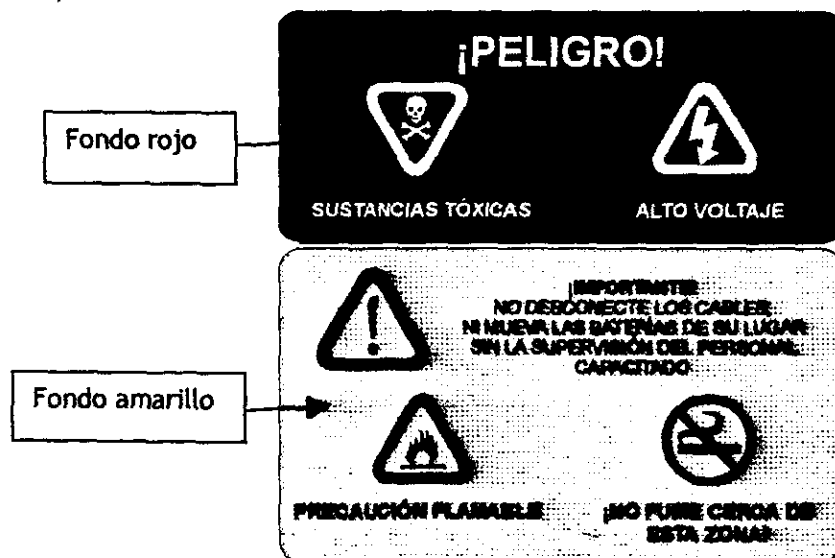 ¡PELIGRO!
Fondo rojo
SUSTANCIAS TÓXICAS
ALTO VOLTAJE
¡IMPORTANTE!
NO DESCONECTE LOS CABLES,
NI MUEVA LAS BATERÍAS DE SU LUGAR
SIN LA SUPERVISIÓN DEL PERSONAL
CAPACITADO
Fondo amarillo
PRECAUCIÓN FLAMABLE
¡NO FUME CERCA DE
ESTA ZONA!